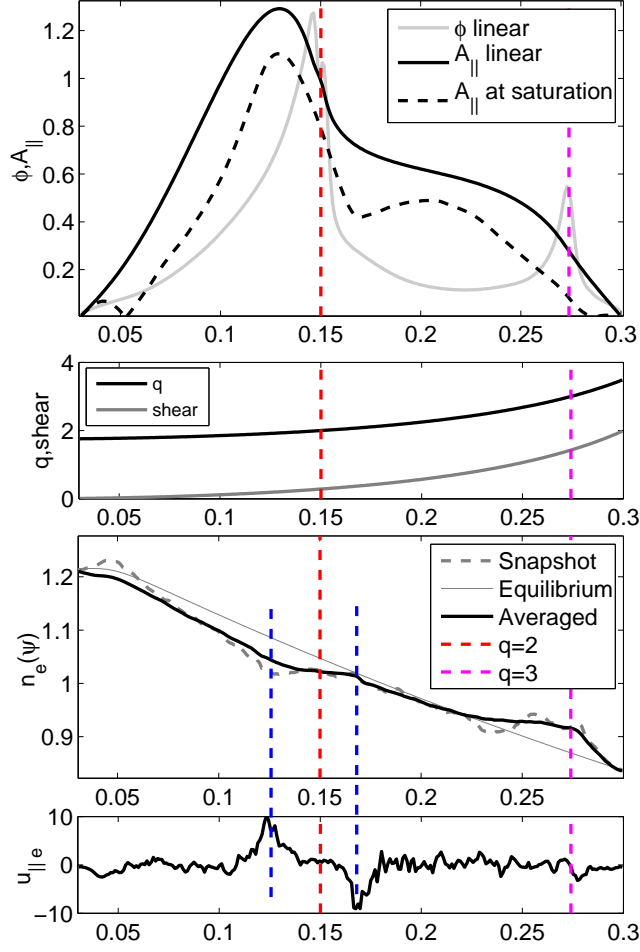 1.2
1
0.8
0.6
0.4
0.2
ϕ,A||
ϕ linear
A|| linear
A|| at saturation
0.05 0.1 0.15 0.2 0.25 0.3
4
2
0
q,shear
q
shear
0.05 0.1 0.15 0.2 0.25 0.3
1.2
1.1
1
0.9
n_e(ψ)
Snapshot
Equilibrium
Averaged
q=2
q=3
0.05 0.1 0.15 0.2 0.25 0.3
10
0
−10
u|| e
0.05 0.1 0.15 0.2 0.25 0.3